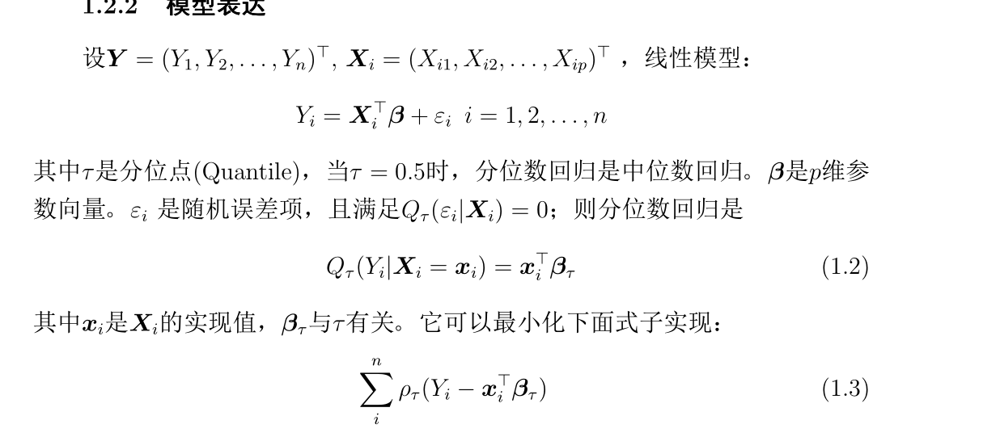 1.2.2 模型表达
设$\boldsymbol{Y} = (Y_1, Y_2, \ldots, Y_n)^\top$, $\boldsymbol{X}_i = (X_{i1}, X_{i2}, \ldots, X_{ip})^\top$ ，线性模型：
$Y_i = \boldsymbol{X}_i^\top \boldsymbol{\beta} + \varepsilon_i \;\; i = 1, 2, \ldots, n$
其中$\tau$是分位点(Quantile)，当$\tau = 0.5$时，分位数回归是中位数回归。$\boldsymbol{\beta}$是$p$维参
数向量。$\varepsilon_i$ 是随机误差项，且满足$Q_\tau(\varepsilon_i|\boldsymbol{X}_i) = 0$；则分位数回归是
$Q_\tau(Y_i|\boldsymbol{X}_i = \boldsymbol{x}_i) = \boldsymbol{x}_i^\top \boldsymbol{\beta}_\tau$ (1.2)
其中$\boldsymbol{x}_i$是$\boldsymbol{X}_i$的实现值，$\boldsymbol{\beta}_\tau$与$\tau$有关。它可以最小化下面式子实现：
$\sum_{i}^{n} \rho_\tau(Y_i - \boldsymbol{x}_i^\top \boldsymbol{\beta}_\tau)$ (1.3)